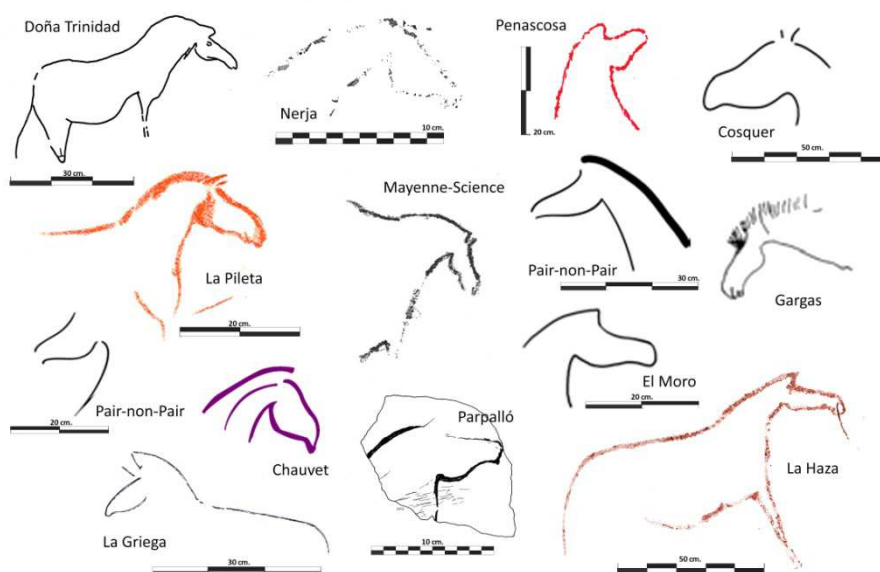 Doña Trinidad
30 cm.
Nerja
10 cm.
Penascosa
20 cm.
Cosquer
50 cm.
La Pileta
20 cm.
Mayenne-Science
Pair-non-Pair
30 cm.
Gargas
Pair-non-Pair
20 cm.
Chauvet
Parpalló
10 cm.
El Moro
20 cm.
La Haza
50 cm.
La Griega
30 cm.